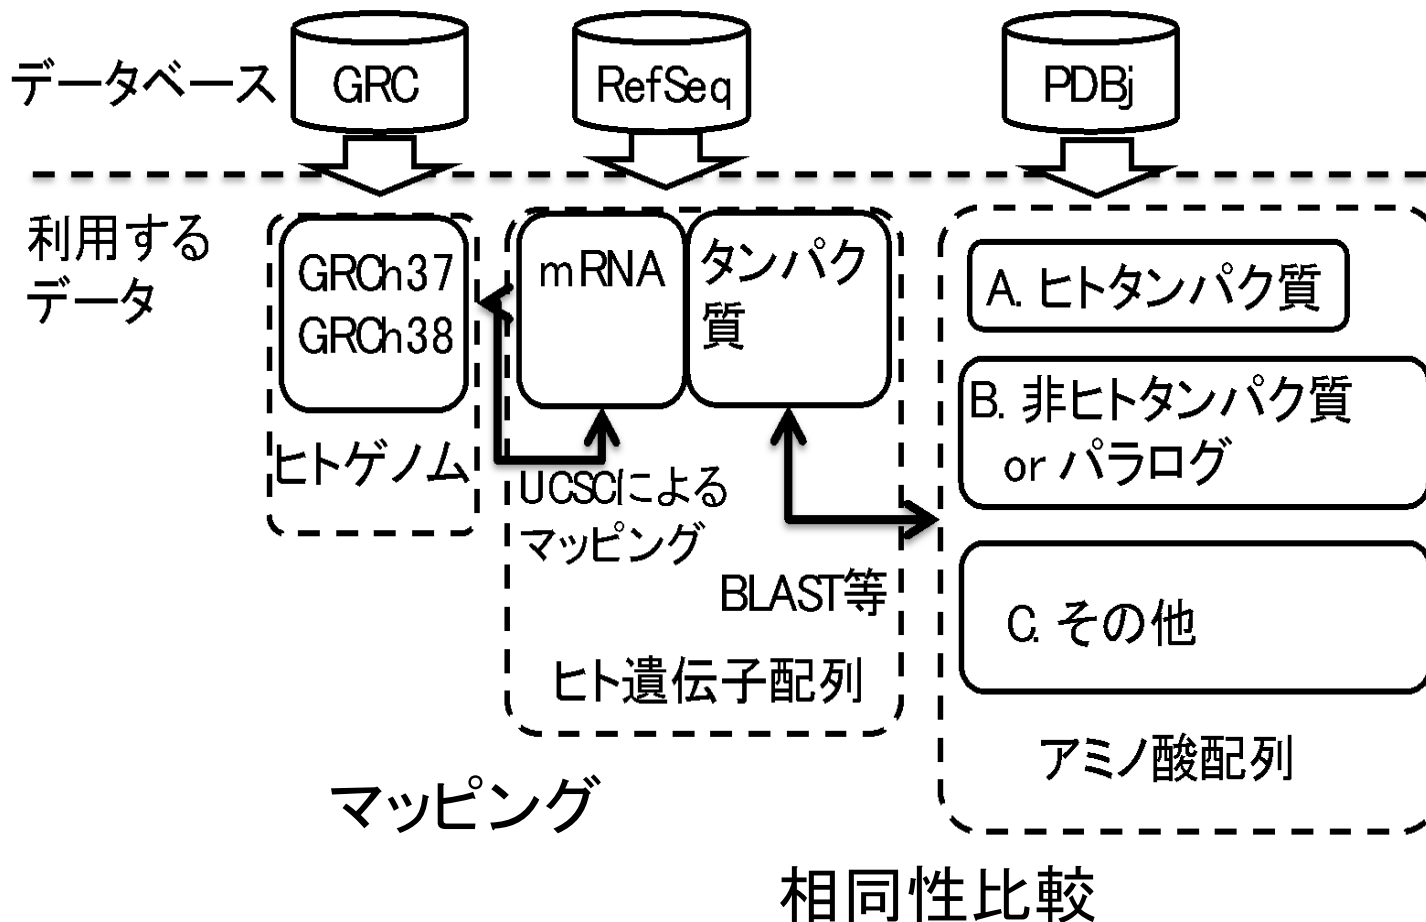 データベース
GRC
RefSeq
PDBj
利用する
データ
GRCh37
GRCh38
ヒトゲノム
mRNA
タンパク
質
UCSCによる
マッピング
BLAST等
ヒト遺伝子配列
A. ヒトタンパク質
B. 非ヒトタンパク質
or パラログ
C. その他
アミノ酸配列
マッピング
相同性比較